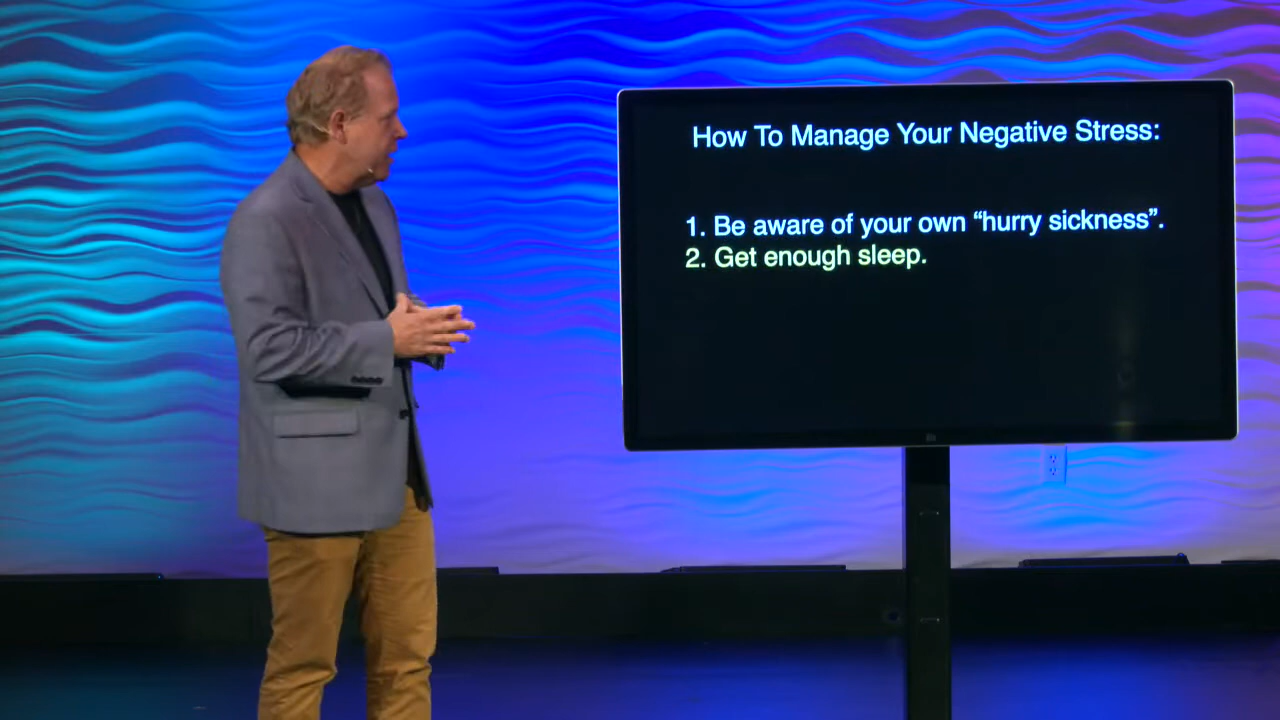 How To Manage Your Negative Stress:
1. Be aware of your own “hurry sickness”.
2. Get enough sleep.